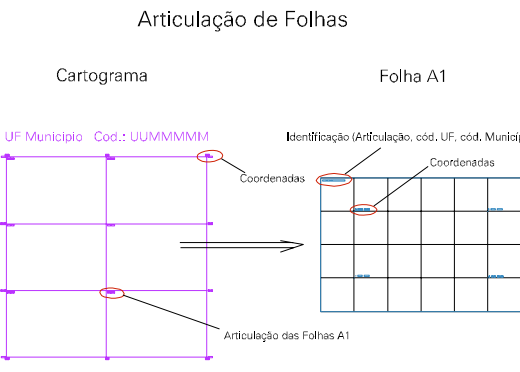 Articulação de Folhas
Cartograma
Folha A1
UF Municipio Cod.: UUMMMMM
Identificação (Articulação, cód. UF, cód. Municíp
Coordenadas
Coordenadas
Articulação das Folhas A1